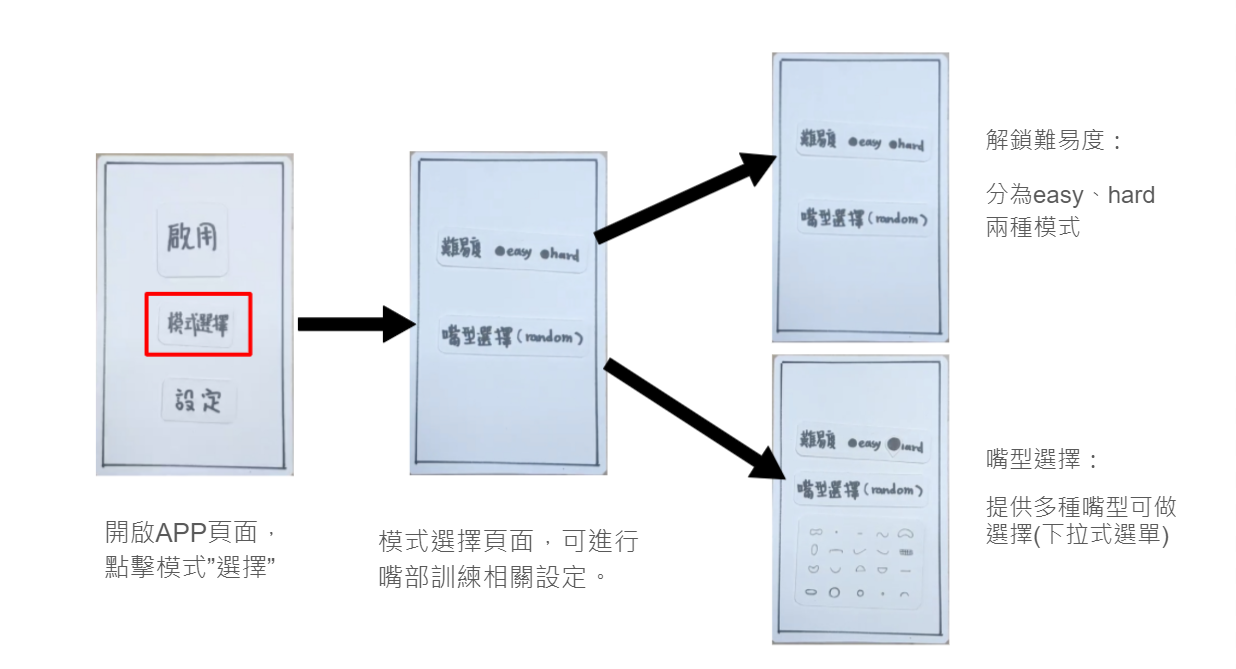 啟用
模式選擇
設定
開啟APP頁面，
點擊模式”選擇”
難易度 ●easy ●hard
嘴型選擇(random)
模式選擇頁面，可進行
嘴部訓練相關設定。
難易度 ●easy ●hard
嘴型選擇(random)
解鎖難易度：
分為easy、hard
兩種模式
難易度 ●easy ●iard
嘴型選擇(random)
嘴型選擇：
提供多種嘴型可做
選擇(下拉式選單)